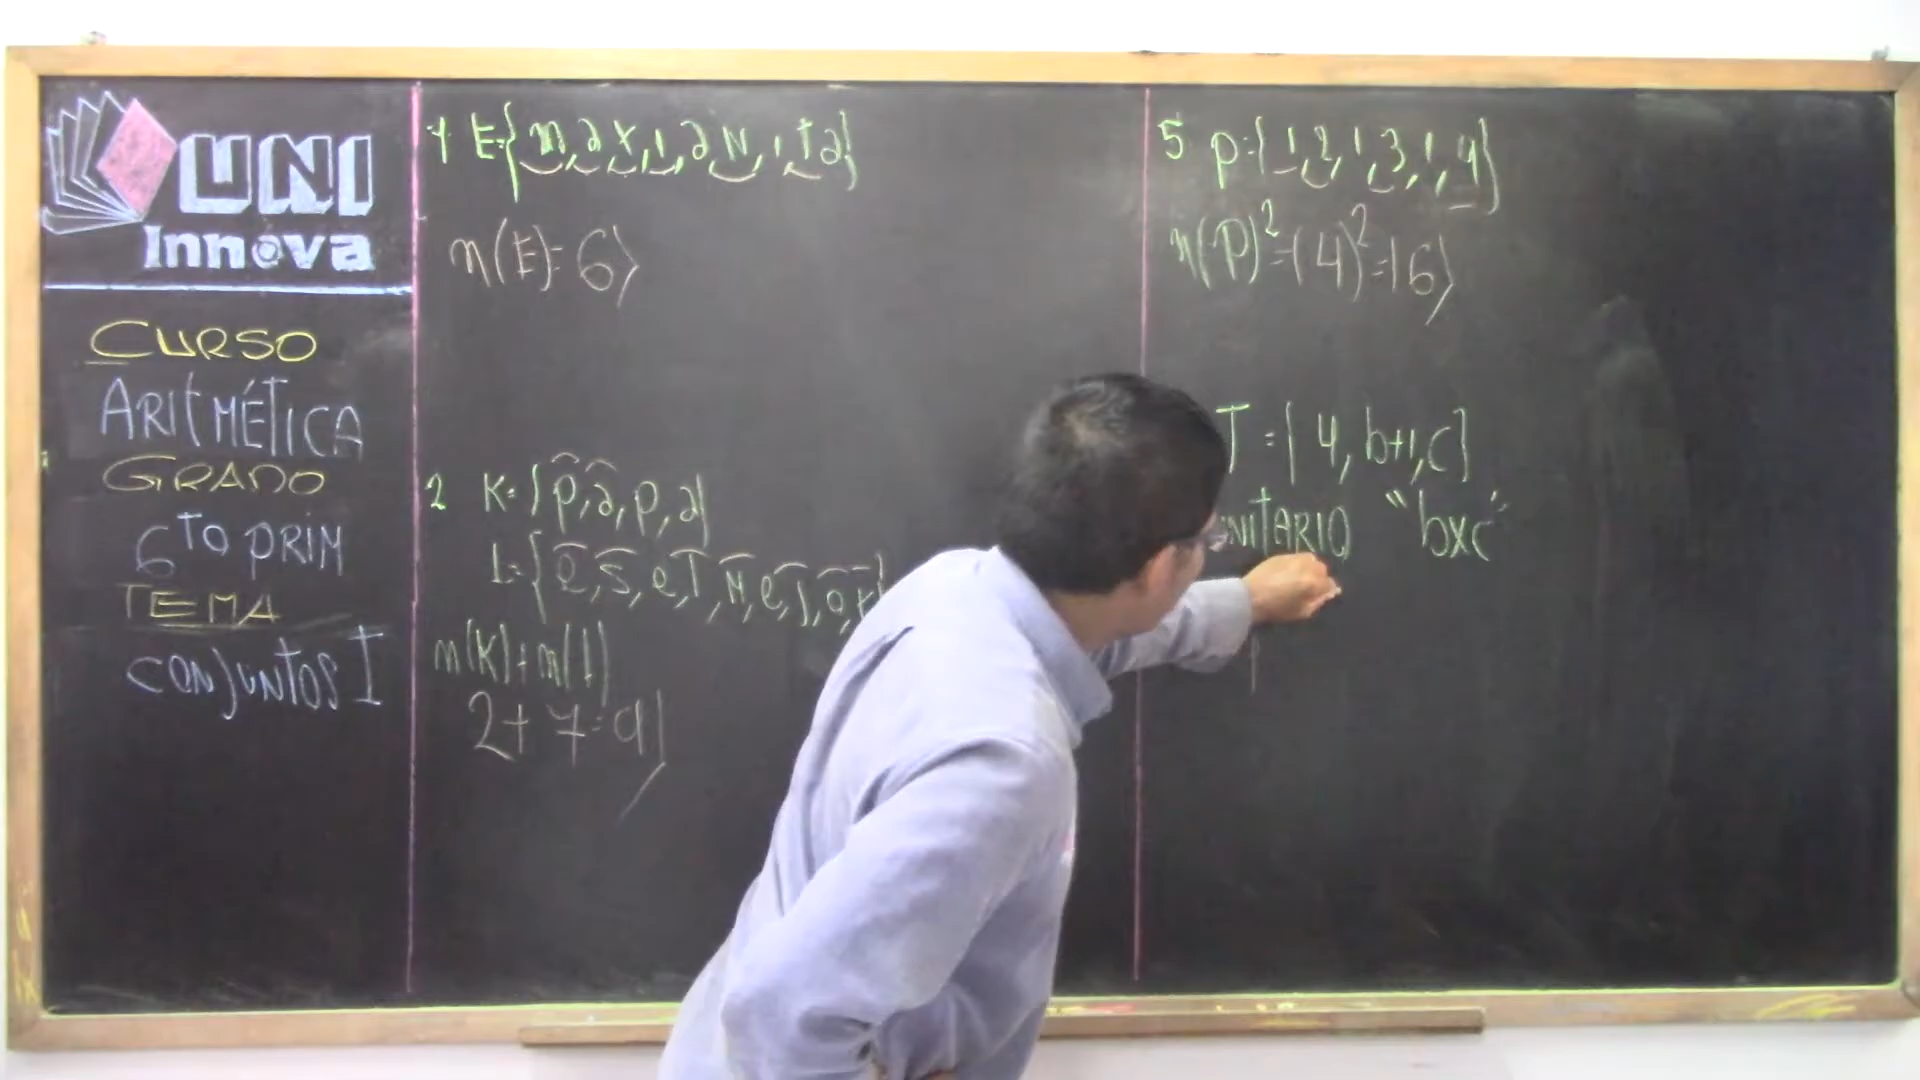 UNI
Innova
CURSO
ARITMÉTICA
GRADO
6TO PRIM
TEMA
CONJUNTOS I
1 E={m,a,x,i,a,N,i,t,a}
n(E)=6
2 K={p,a,p,a}
L={e,s,e,T,N,e,J,o,r}
n(K)+n(L)
2+7=9
5 P={1,2,1,3,1,4}
n(P)²=(4)²=16
T={4,b+1,c}
NITARIO "bxc"